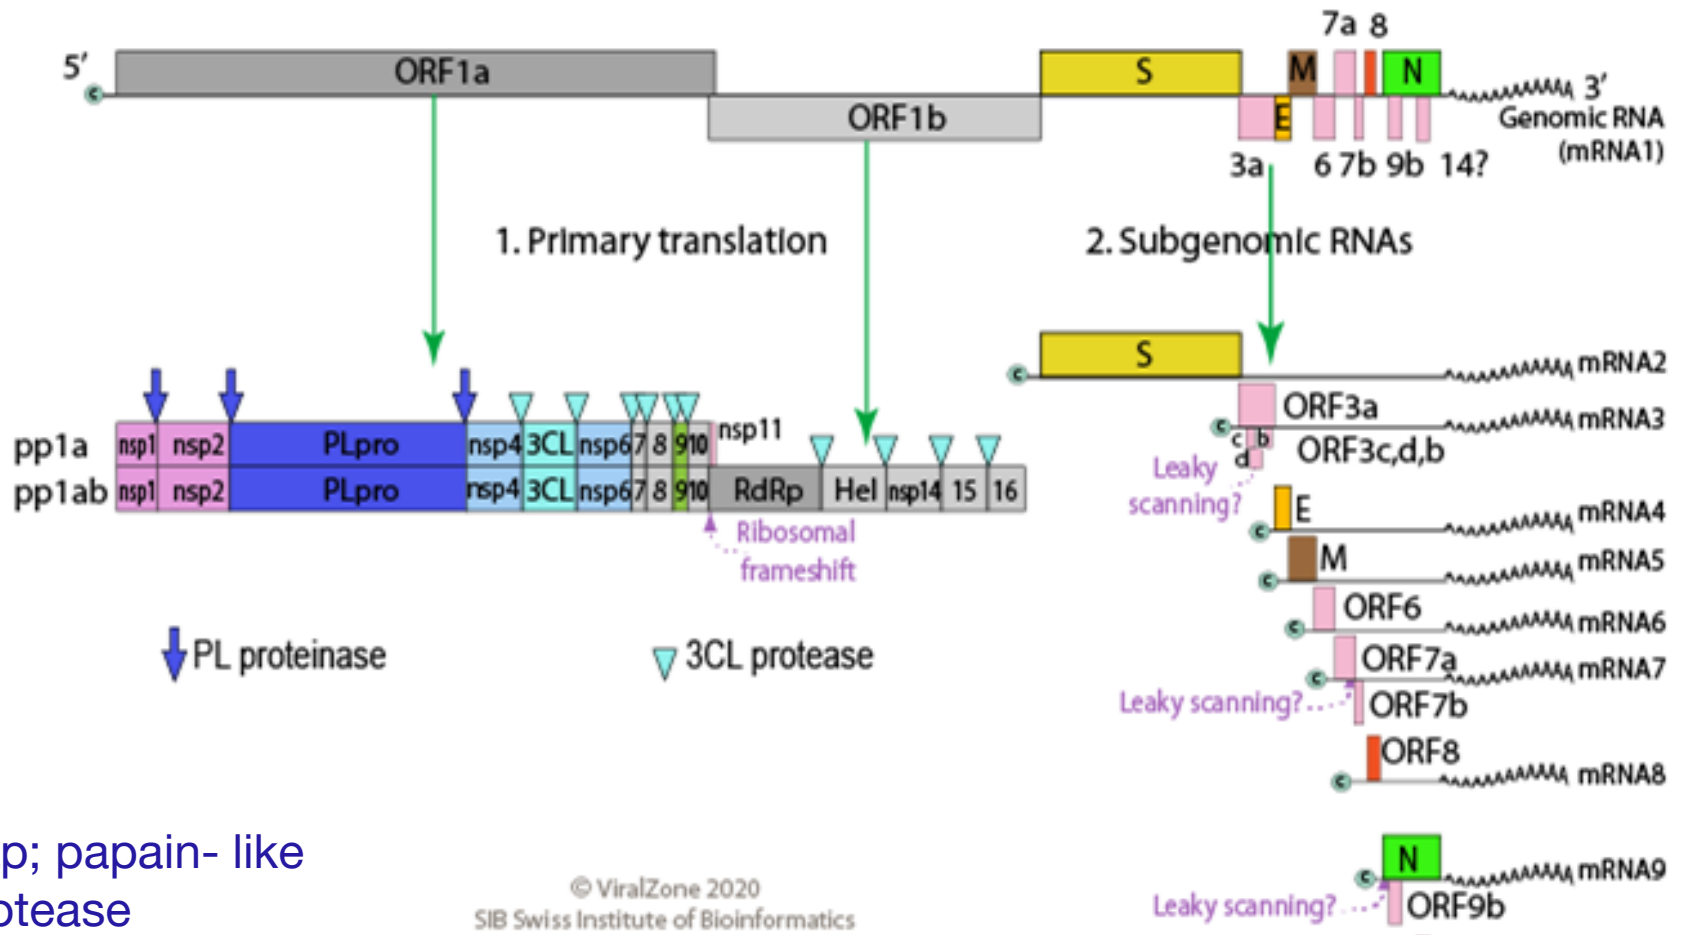 7a 8
5′ ORF1a S M N 3′
c
ORF1b E Genomic RNA
(mRNA1)
3a 6 7b 9b 14?
1. Primary translation
2. Subgenomic RNAs
S
c mRNA2
ORF3a
c mRNA3
c b
d
ORF3c,d,b
Leaky
scanning?
nsp11
pp1a nsp1 nsp2 PLpro nsp4 3CL nsp6 7 8 9 10
pp1ab nsp1 nsp2 PLpro nsp4 3CL nsp6 7 8 9 10 RdRp Hel nsp14 15 16
Ribosomal
frameshift
E
c mRNA4
M
c mRNA5
ORF6
c mRNA6
ORF7a
c mRNA7
Leaky scanning?
ORF7b
ORF8
c mRNA8
N
c mRNA9
Leaky scanning?
ORF9b
PL proteinase
3CL protease
p; papain- like
otease
© ViralZone 2020
SIB Swiss Institute of Bioinformatics